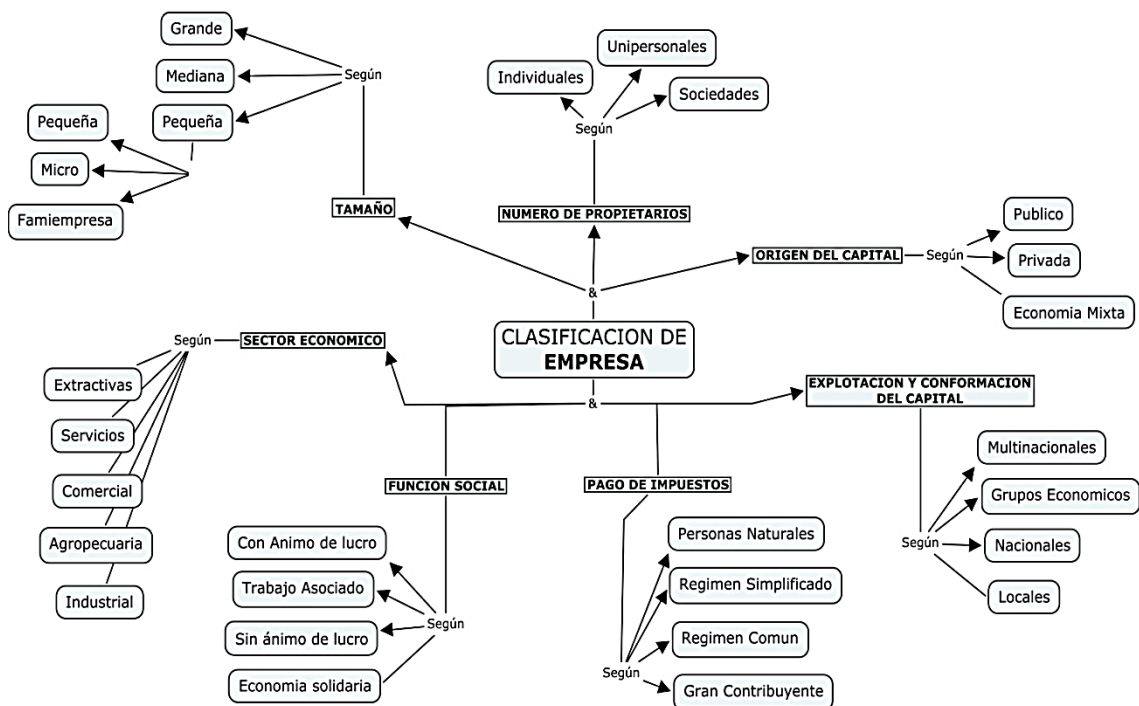 Grande
Mediana
Pequeña
Según
Pequeña
Micro
Famiempresa
TAMAÑO
Unipersonales
Individuales
Sociedades
Según
NUMERO DE PROPIETARIOS
ORIGEN DEL CAPITAL
Según
Publico
Privada
Economia Mixta
&
CLASIFICACION DE
EMPRESA
&
Según
SECTOR ECONOMICO
Extractivas
Servicios
Comercial
Agropecuaria
Industrial
FUNCION SOCIAL
Con Animo de lucro
Trabajo Asociado
Según
Sin ánimo de lucro
Economia solidaria
PAGO DE IMPUESTOS
Personas Naturales
Regimen Simplificado
Regimen Comun
Según
Gran Contribuyente
EXPLOTACION Y CONFORMACION
DEL CAPITAL
Multinacionales
Grupos Economicos
Según
Nacionales
Locales